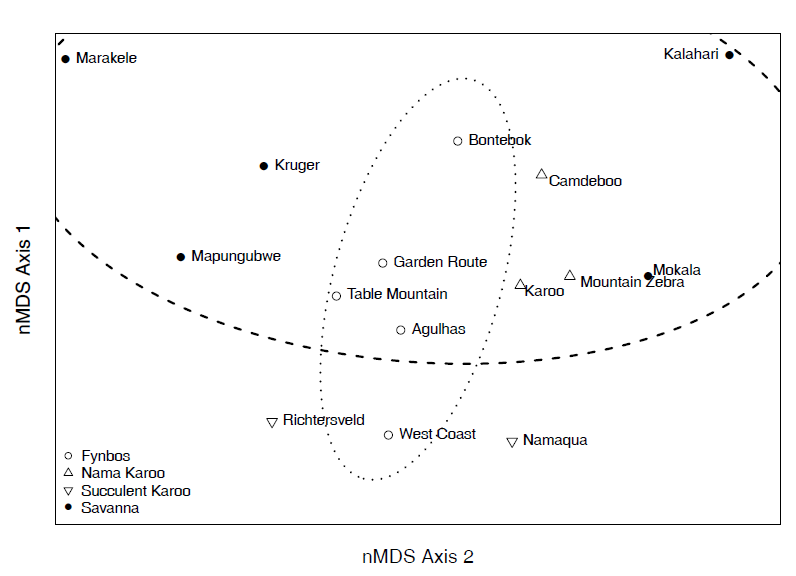 Marakele
Kalahari
Bontebok
Kruger
Camdeboo
Mapungubwe
Garden Route
Mokala
Mountain Zebra
Karoo
Table Mountain
Agulhas
Richtersveld
West Coast
Namaqua
Fynbos
Nama Karoo
Succulent Karoo
Savanna
nMDS Axis 1
nMDS Axis 2